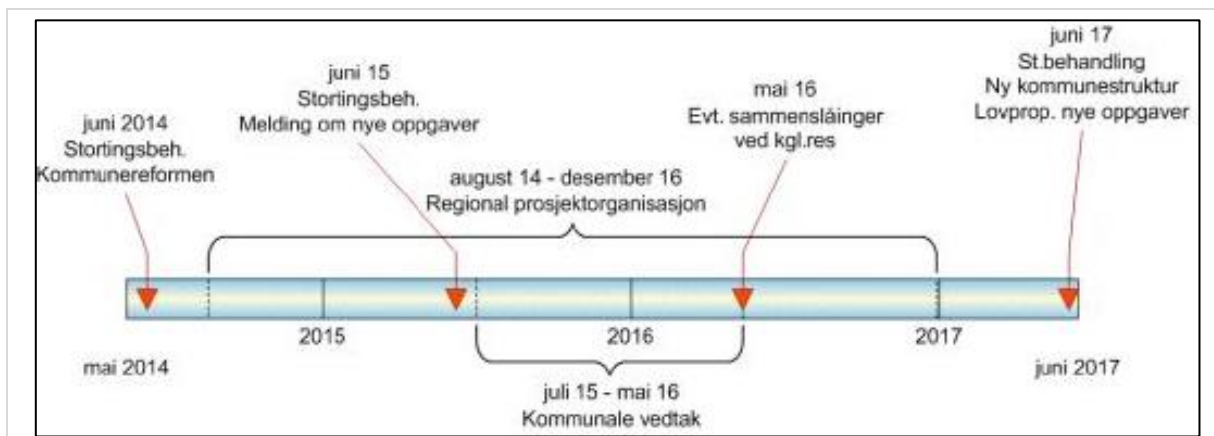 juni 2014
Stortingsbeh.
Kommunereformen
juni 15
Stortingsbeh.
Melding om nye oppgaver
august 14 - desember 16
Regional prosjektorganisasjon
mai 16
Evt. sammenslåinger
ved kgl.res
juni 17
St.behandling
Ny kommunestruktur
Lovprop. nye oppgaver
2015
2016
2017
mai 2014
juni 2017
juli 15 - mai 16
Kommunale vedtak